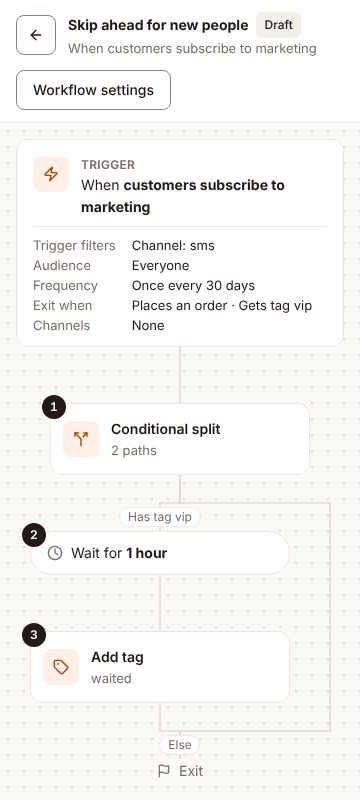 Skip ahead for new people Draft
When customers subscribe to marketing
Workflow settings
TRIGGER
When customers subscribe to
marketing
Trigger filters Channel: sms
Audience Everyone
Frequency Once every 30 days
Exit when Places an order · Gets tag vip
Channels None
1
Conditional split
2 paths
Has tag vip
2
Wait for 1 hour
3
Add tag
waited
Else
Exit